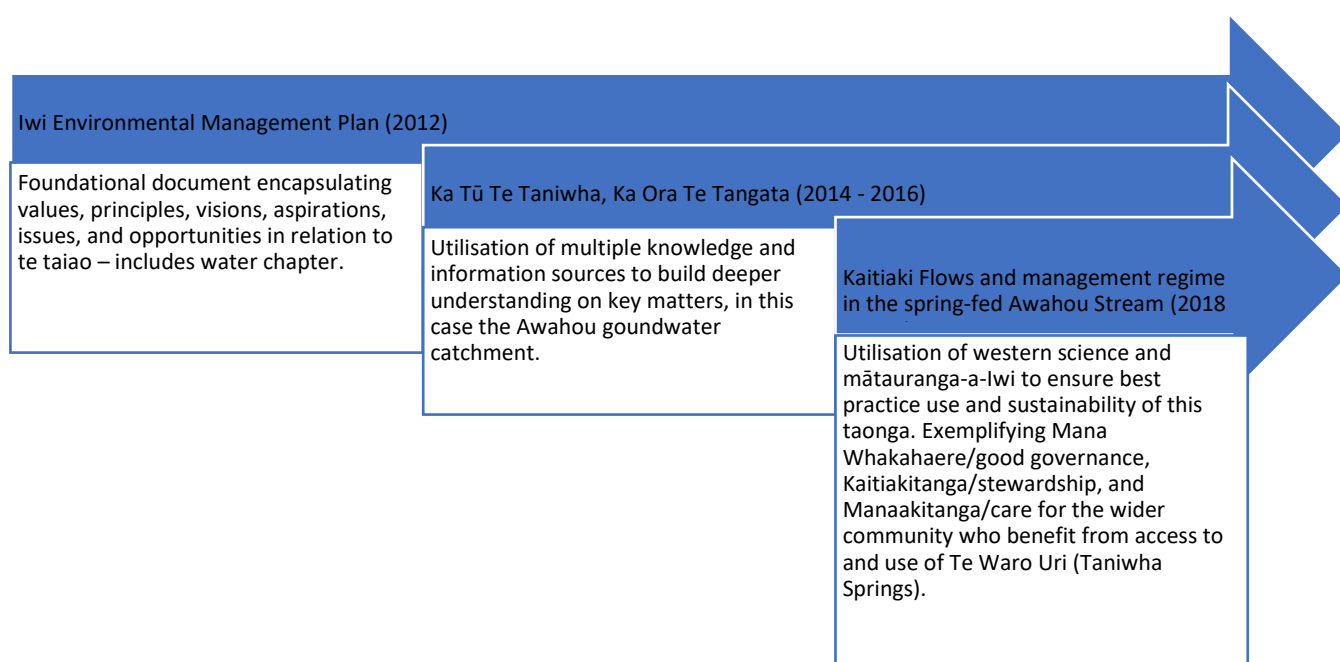 Iwi Environmental Management Plan (2012)
Foundational document encapsulating
values, principles, visions, aspirations,
issues, and opportunities in relation to
te taiao – includes water chapter.
Ka Tū Te Taniwha, Ka Ora Te Tangata (2014 - 2016)
Utilisation of multiple knowledge and
information sources to build deeper
understanding on key matters, in this
case the Awahou goundwater
catchment.
Kaitiaki Flows and management regime
in the spring-fed Awahou Stream (2018
Utilisation of western science and
mātauranga-a-Iwi to ensure best
practice use and sustainability of this
taonga. Exemplifying Mana
Whakahaere/good governance,
Kaitiakitanga/stewardship, and
Manaakitanga/care for the wider
community who benefit from access to
and use of Te Waro Uri (Taniwha
Springs).